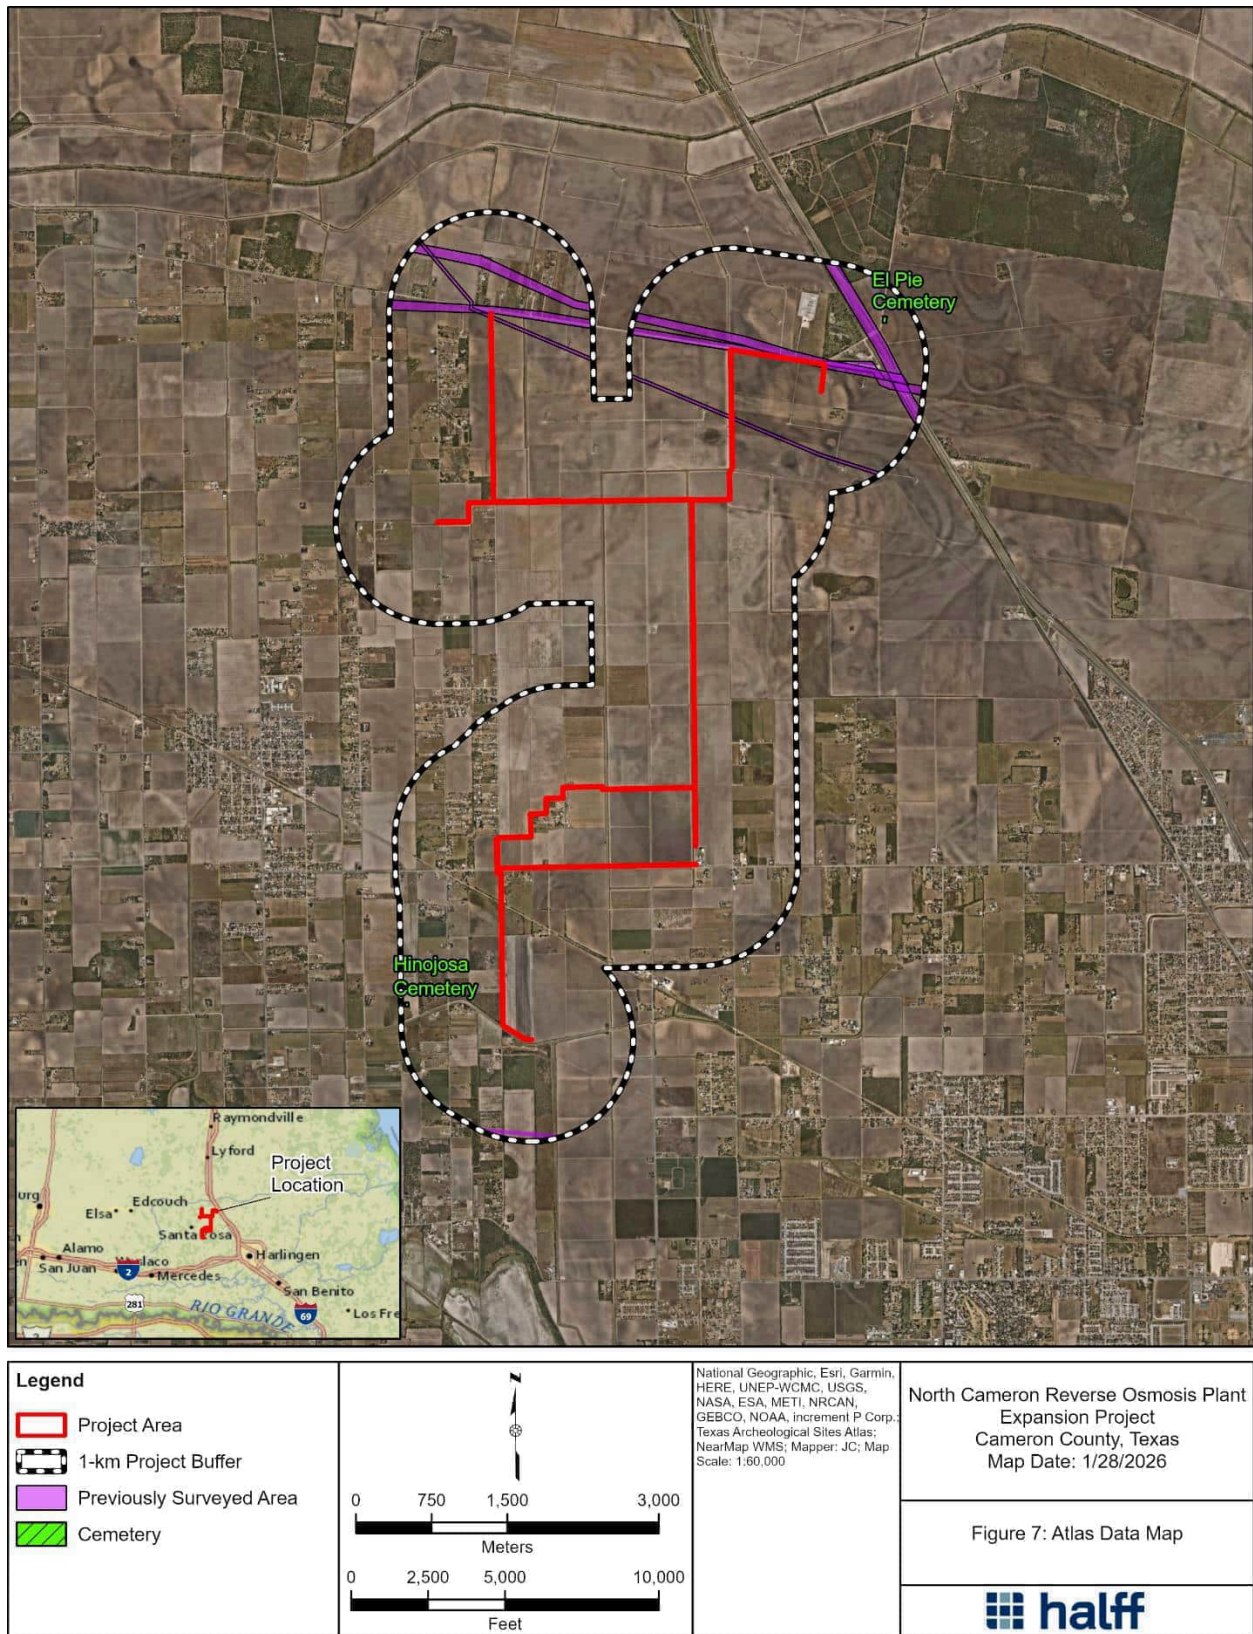 El Pie
Cemetery
Hinojosa
Cemetery
Raymondville
Lyford
Project
Location
Edcouch
Elsa
Santa Rosa
Alamo
San Juan
2
Mercedes
Harlingen
San Benito
281
RIO GRANDE
69
Los Fre
Legend
Project Area
1-km Project Buffer
Previously Surveyed Area
Cemetery
N
0 750 1,500 3,000
Meters
0 2,500 5,000 10,000
Feet
National Geographic, Esri, Garmin,
HERE, UNEP-WCMC, USGS,
NASA, ESA, METI, NRCAN,
GEBCO, NOAA, increment P Corp.;
Texas Archeological Sites Atlas;
NearMap WMS; Mapper: JC; Map
Scale: 1:60,000
North Cameron Reverse Osmosis Plant
Expansion Project
Cameron County, Texas
Map Date: 1/28/2026
Figure 7: Atlas Data Map
halff